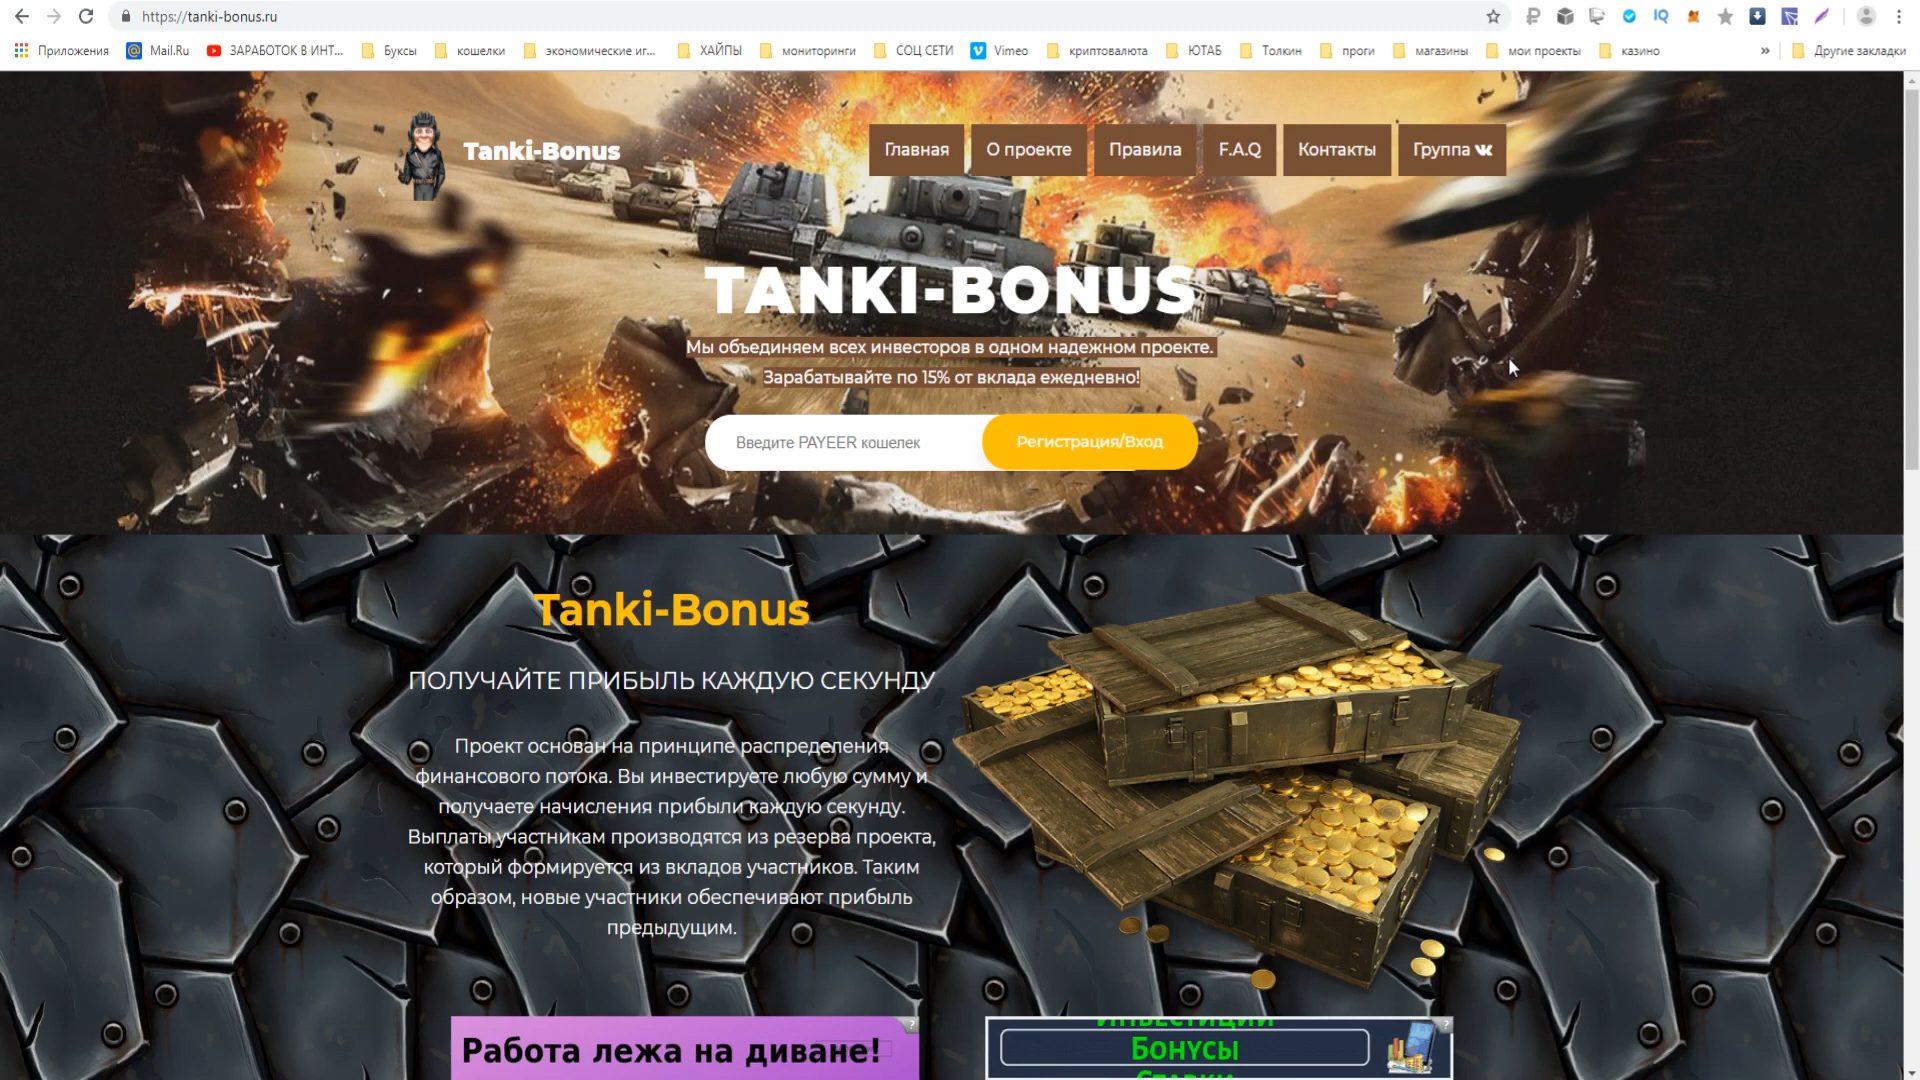 https://tanki-bonus.ru
Приложения
Mail.Ru
ЗАРАБОТОК В ИНТ...
Буксы
кошелки
экономические иг...
ХАЙПЫ
мониторинги
СОЦ СЕТИ
Vimeo
криптовалюта
ЮТАБ
Толкин
проги
магазины
мои проекты
казино
»
Другие закладки
Tanki-Bonus
Главная
О проекте
Правила
F.A.Q
Контакты
Группа
TANKI-BONUS
Мы объединяем всех инвесторов в одном надежном проекте.
Зарабатывайте по 15% от вклада ежедневно!
Введите PAYEER кошелек
Регистрация/Вход
Tanki-Bonus
ПОЛУЧАЙТЕ ПРИБЫЛЬ КАЖДУЮ СЕКУНДУ
Проект основан на принципе распределения
финансового потока. Вы инвестируете любую сумму и
получаете начисления прибыли каждую секунду.
Выплаты участникам производятся из резерва проекта,
который формируется из вкладов участников. Таким
образом, новые участники обеспечивают прибыль
предыдущим.
Работа лежа на диване!
?
Инвестиции
Бонусы
Ставки
?